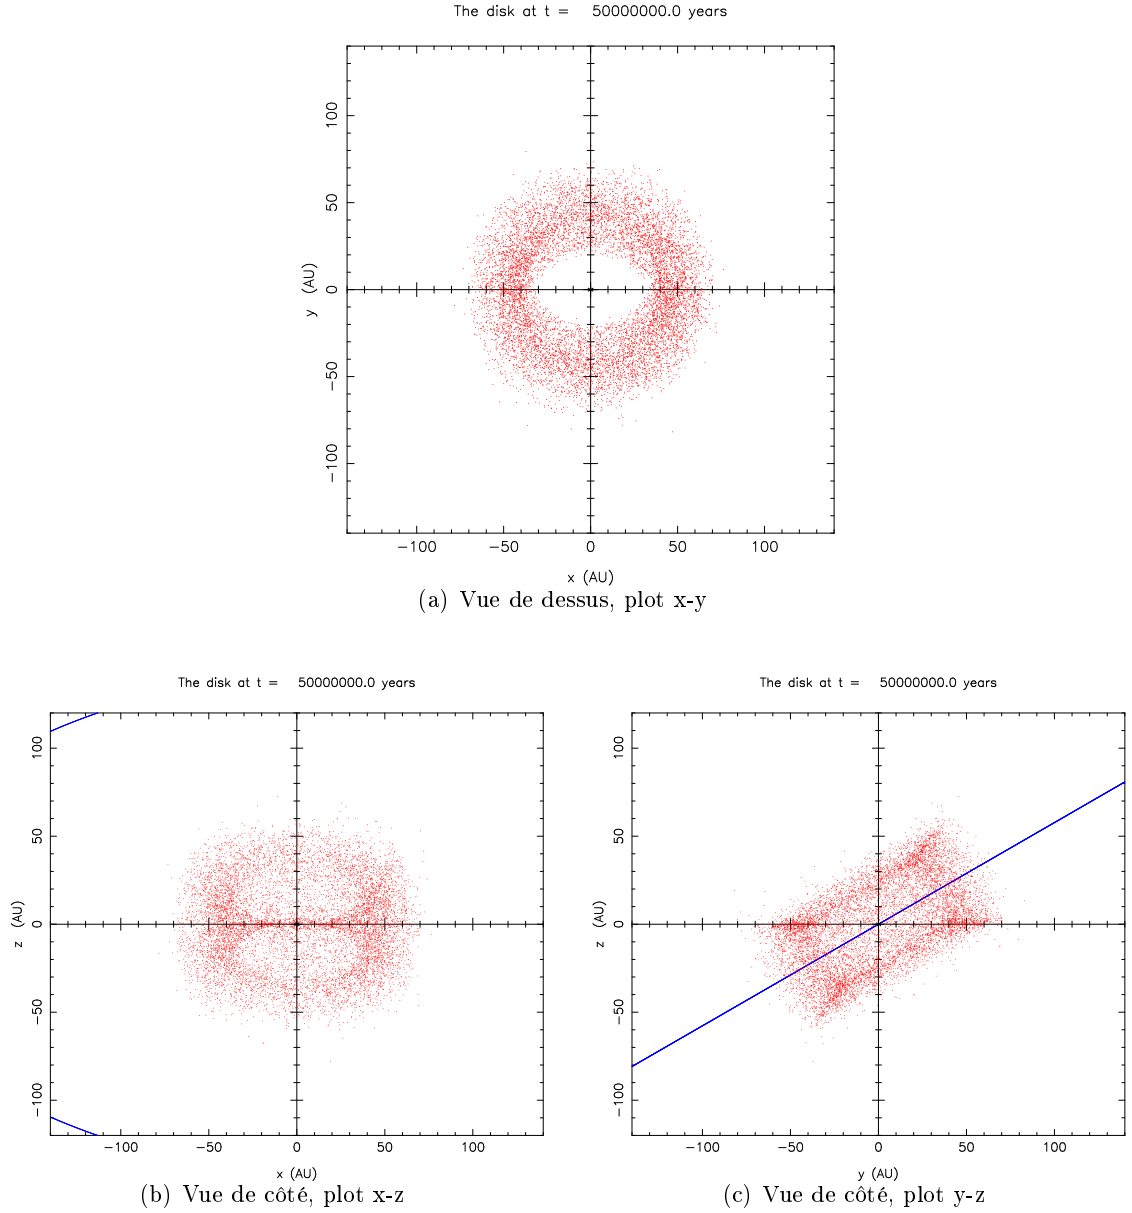 The disk at t = 50000000.0 years
100
50
0
−50
−100
y (AU)
−100 −50 0 50 100
x (AU)
(a) Vue de dessus, plot x-y
The disk at t = 50000000.0 years
100
50
0
−50
−100
z (AU)
−100 −50 0 50 100
x (AU)
(b) Vue de côté, plot x-z
The disk at t = 50000000.0 years
100
50
0
−50
−100
z (AU)
−100 −50 0 50 100
y (AU)
(c) Vue de côté, plot y-z